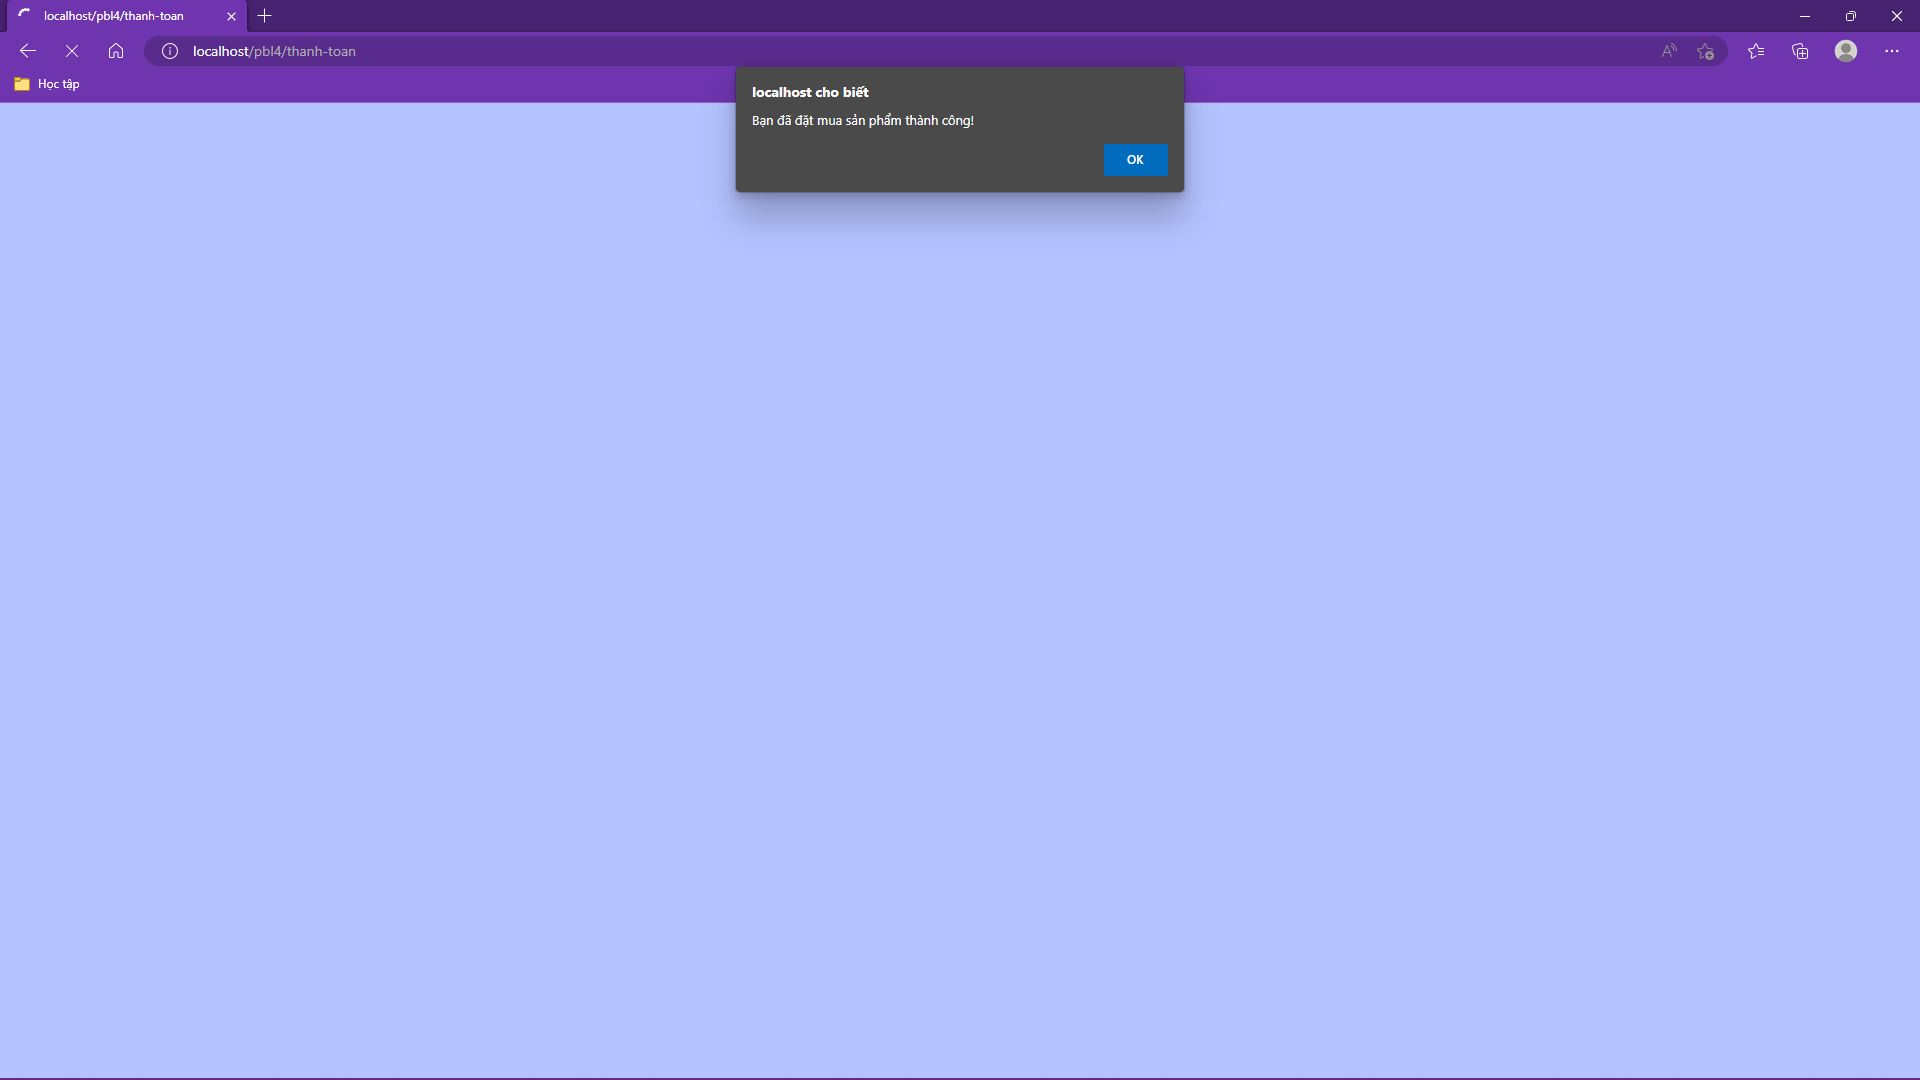 localhost/pbl4/thanh-toan
localhost/pbl4/thanh-toan
Học tập
localhost cho biết
Bạn đã đặt mua sản phẩm thành công!
OK